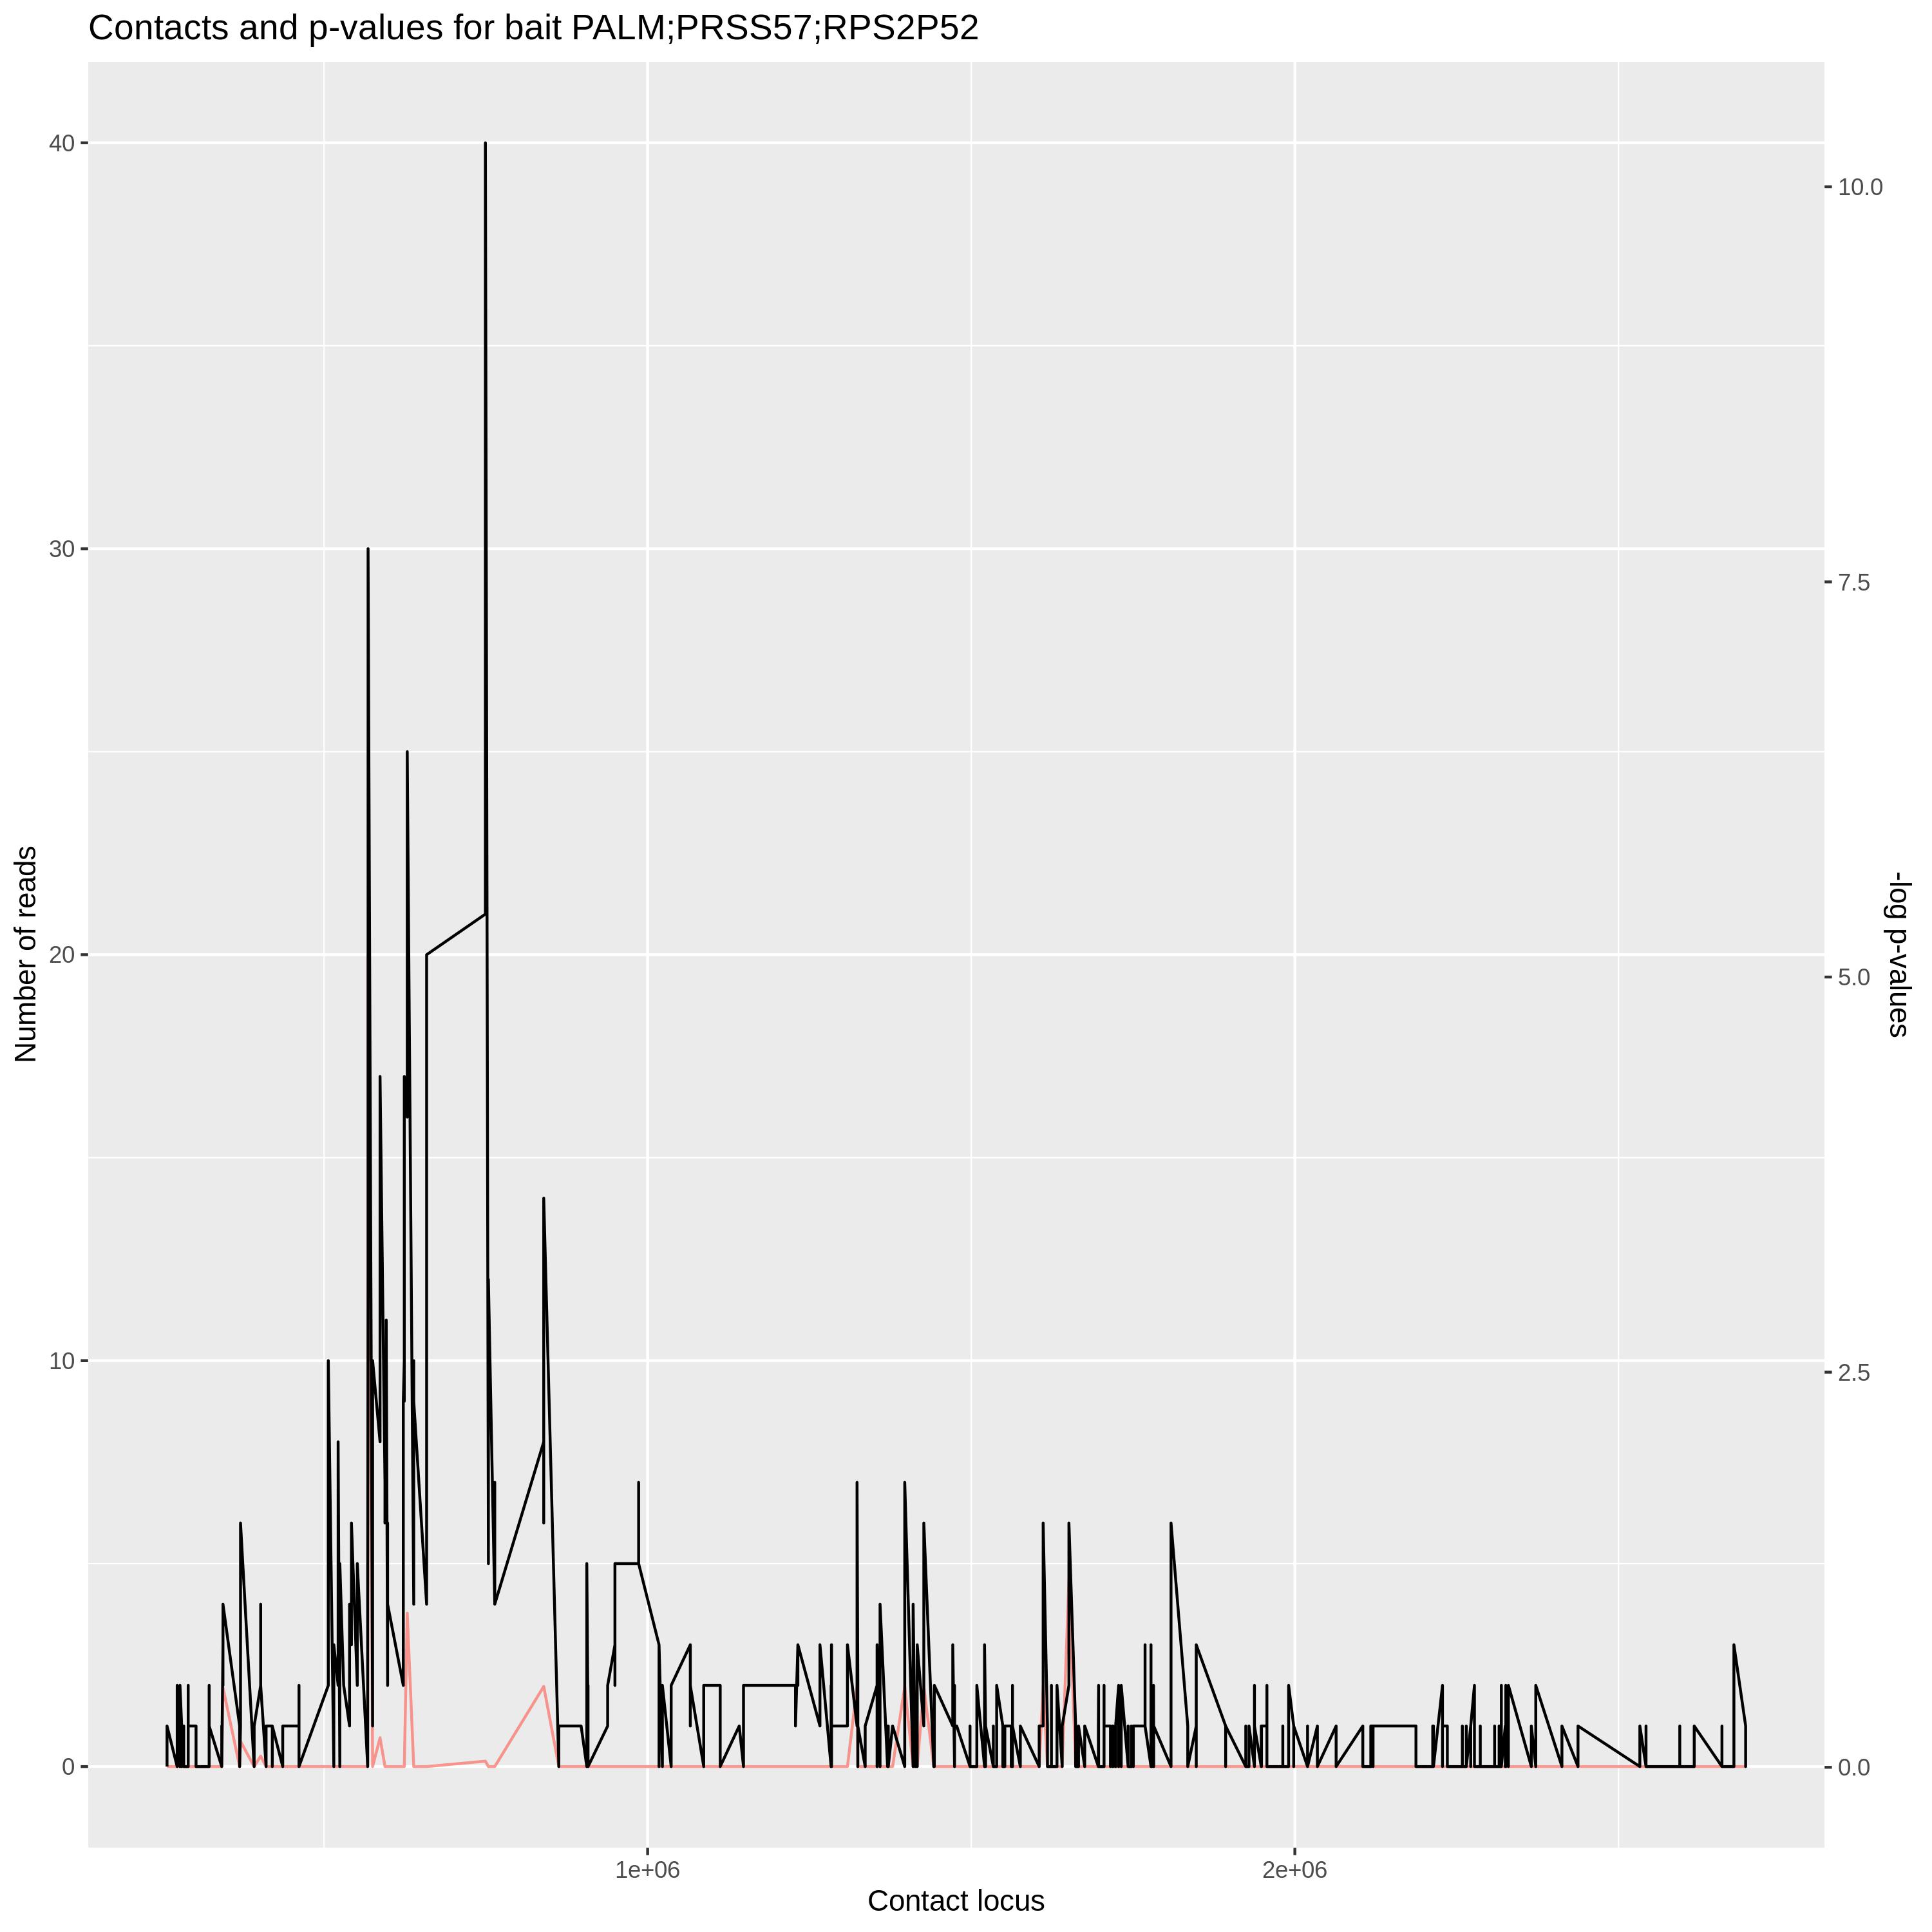 Contacts and p-values for bait PALM;PRSS57;RPS2P52
40
30
20
10
0
Number of reads
10.0
7.5
5.0
2.5
0.0
-log p-values
1e+06
2e+06
Contact locus